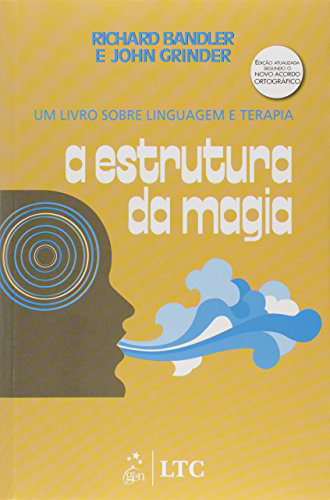 RICHARD BANDLER
E JOHN GRINDER
EDIÇÃO ATUALIZADA
SEGUNDO O
NOVO ACORDO
ORTOGRÁFICO
UM LIVRO SOBRE LINGUAGEM E TERAPIA
a estrutura
da magia
gen
LTC